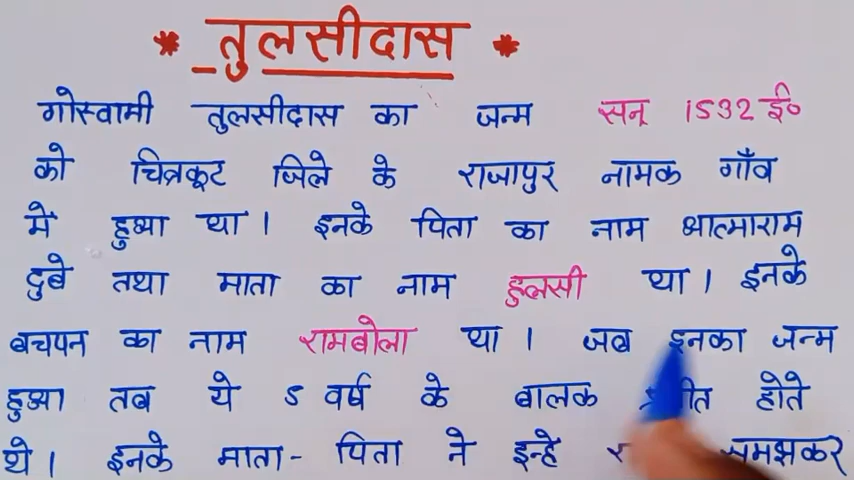 * तुलसीदास *
गोस्वामी तुलसीदास का जन्म सन् 1532 ई०
को चित्रकूट जिले के राजापुर नामक गाँव
में हुआ था। इनके पिता का नाम आत्माराम
दुबे तथा माता का नाम हुलसी था। इनके
बचपन का नाम रामबोला था। जब इनका जन्म
हुआ तब ये 5 वर्ष के बालक होते
थे। इनके माता-पिता ने इन्हे समझकर